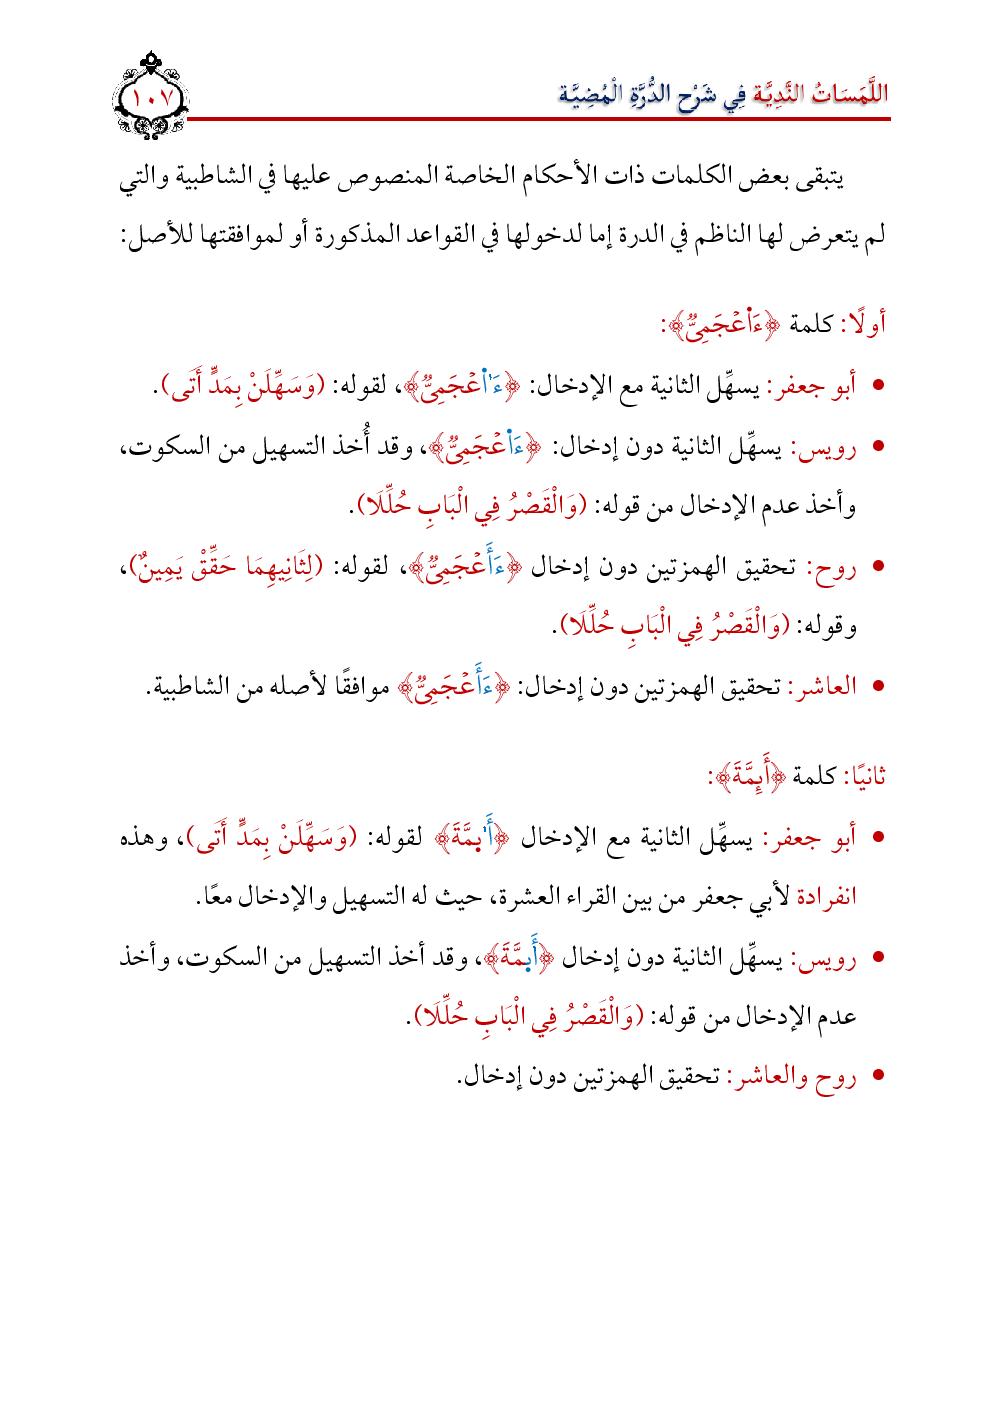 اللَّمَسَاتُ النَّدِيَّة فِي شَرْحِ الدُّرَّةِ الْمُضِيَّة
١٠٧
يتبقى بعض الكلمات ذات الأحكام الخاصة المنصوص عليها في الشاطبية والتي
لم يتعرض لها الناظم في الدرة إما لدخولها في القواعد المذكورة أو لموافقتها للأصل:
أولًا: كلمة ﴿ءَا۬عۡجَمِيّٞ﴾:
• أبو جعفر: يسهِّل الثانية مع الإدخال: ﴿ءَٰا۬عۡجَمِيّٞ﴾، لقوله: (وَسَهِّلَنْ بِمَدٍّ أَتَى).
• رويس: يسهِّل الثانية دون إدخال: ﴿ءَا۬عۡجَمِيّٞ﴾، وقد أُخذ التسهيل من السكوت،
وأخذ عدم الإدخال من قوله: (وَالْقَصْرُ فِي الْبَابِ حُلِّلَا).
• روح: تحقيق الهمزتين دون إدخال ﴿ءَأَعۡجَمِيّٞ﴾، لقوله: (لِثَانِيهِمَا حَقِّقْ يَمِينٌ)،
وقوله: (وَالْقَصْرُ فِي الْبَابِ حُلِّلَا).
• العاشر: تحقيق الهمزتين دون إدخال: ﴿ءَأَعۡجَمِيّٞ﴾ موافقًا لأصله من الشاطبية.
ثانيًا: كلمة ﴿أَئِمَّةَ﴾:
• أبو جعفر: يسهِّل الثانية مع الإدخال ﴿أَٰى۪مَّةَ﴾ لقوله: (وَسَهِّلَنْ بِمَدٍّ أَتَى)، وهذه
انفرادة لأبي جعفر من بين القراء العشرة، حيث له التسهيل والإدخال معًا.
• رويس: يسهِّل الثانية دون إدخال ﴿أَى۪مَّةَ﴾، وقد أخذ التسهيل من السكوت، وأخذ
عدم الإدخال من قوله: (وَالْقَصْرُ فِي الْبَابِ حُلِّلَا).
• روح والعاشر: تحقيق الهمزتين دون إدخال.